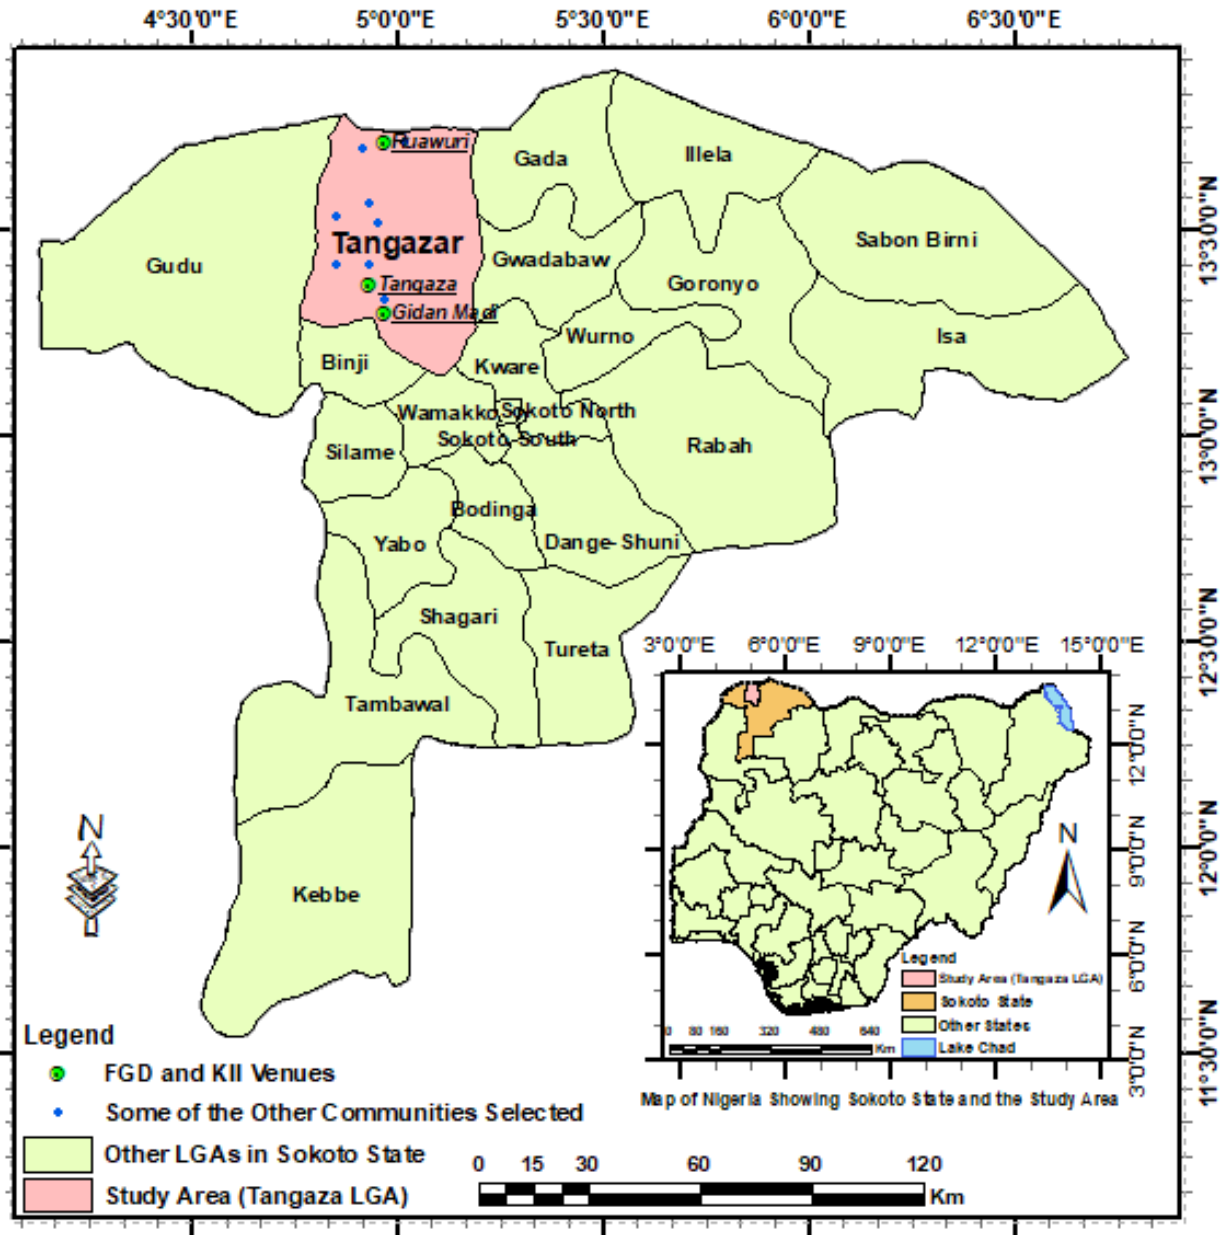 4°30'0"E 5°0'0"E 5°30'0"E 6°0'0"E 6°30'0"E
Ruawuri
Gada
Illela
Tangazar
Sabon Birni
Gudu
Gwadabaw
Goronyo
Tangaza
Gidan Madi
Wurno
Isa
Binji
Kware
Wamakko
Sokoto North
Sokoto South
Rabah
Silame
Bodinga
Yabo
Dange-Shuni
Shagari
Tureta
Tambawal
Kebbe
13°30'0"N
13°0'0"N
12°30'0"N
12°0'0"N
11°30'0"N
3°0'0"E 6°0'0"E 9°0'0"E 12°0'0"E 15°0'0"E
12°0'0"N
9°0'0"N
6°0'0"N
3°0'0"N
N
N
Legend
Study Area (Tangaza LGA)
Sokoto State
Other States
Lake Chad
0 80 160 320 480 640
Km
Map of Nigeria Showing Sokoto State and the Study Area
Legend
FGD and KII Venues
Some of the Other Communities Selected
Other LGAs in Sokoto State
Study Area (Tangaza LGA)
0 15 30 60 90 120
Km